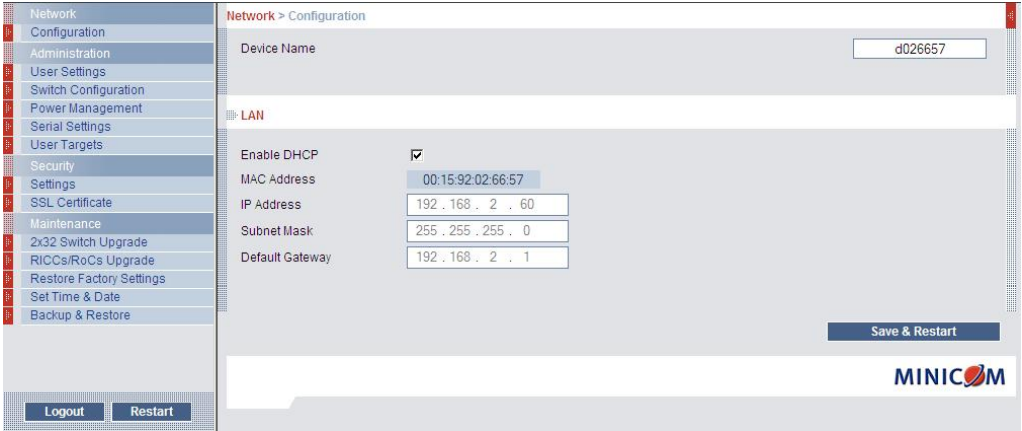 Network
Configuration
Administration
User Settings
Switch Configuration
Power Management
Serial Settings
User Targets
Security
Settings
SSL Certificate
Maintenance
2x32 Switch Upgrade
RICCs/RoCs Upgrade
Restore Factory Settings
Set Time & Date
Backup & Restore
Logout Restart
Network > Configuration
Device Name d026657
LAN
Enable DHCP
MAC Address 00:15:92:02:66:57
IP Address 192 . 168 . 2 . 60
Subnet Mask 255 . 255 . 255 . 0
Default Gateway 192 . 168 . 2 . 1
Save & Restart
MINICOM